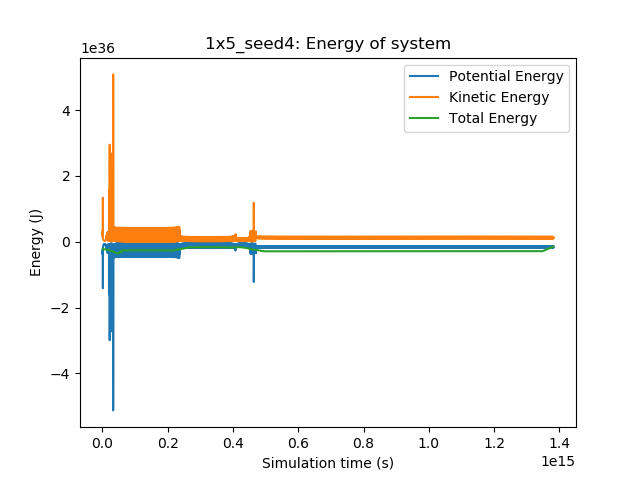 1x5_seed4: Energy of system
1e36
Potential Energy
Kinetic Energy
Total Energy
4
2
0
−2
−4
Energy (J)
0.0 0.2 0.4 0.6 0.8 1.0 1.2 1.4
1e15
Simulation time (s)